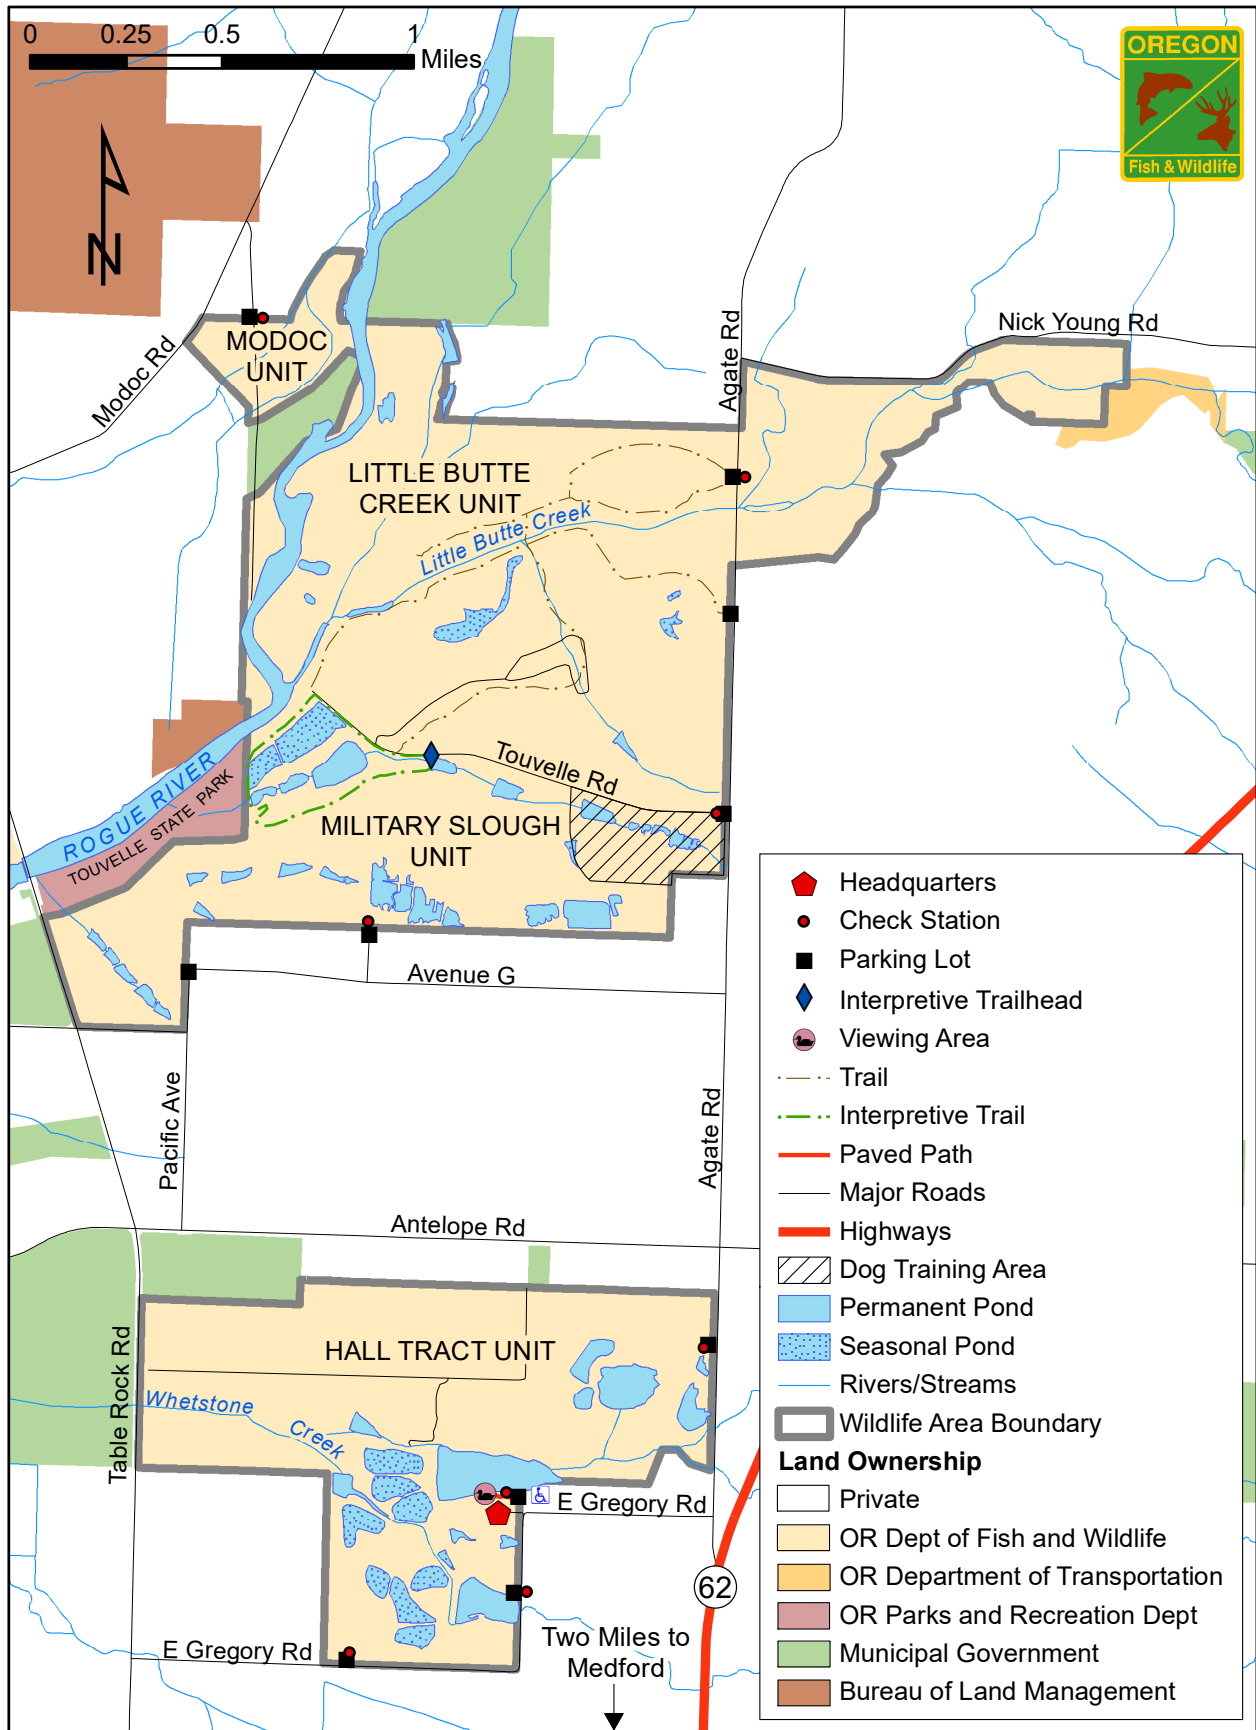 0 0.25 0.5 1
Miles
OREGON
Fish & Wildlife
N
Nick Young Rd
Modoc Rd
MODOC
UNIT
Agate Rd
LITTLE BUTTE
CREEK UNIT
Little Butte Creek
ROGUE RIVER
TOUVELLE STATE PARK
Touvelle Rd
MILITARY SLOUGH
UNIT
Avenue G
Pacific Ave
Agate Rd
Antelope Rd
Table Rock Rd
HALL TRACT UNIT
Whetstone
Creek
E Gregory Rd
62
E Gregory Rd
Two Miles to
Medford
Headquarters
Check Station
Parking Lot
Interpretive Trailhead
Viewing Area
Trail
Interpretive Trail
Paved Path
Major Roads
Highways
Dog Training Area
Permanent Pond
Seasonal Pond
Rivers/Streams
Wildlife Area Boundary
Land Ownership
Private
OR Dept of Fish and Wildlife
OR Department of Transportation
OR Parks and Recreation Dept
Municipal Government
Bureau of Land Management